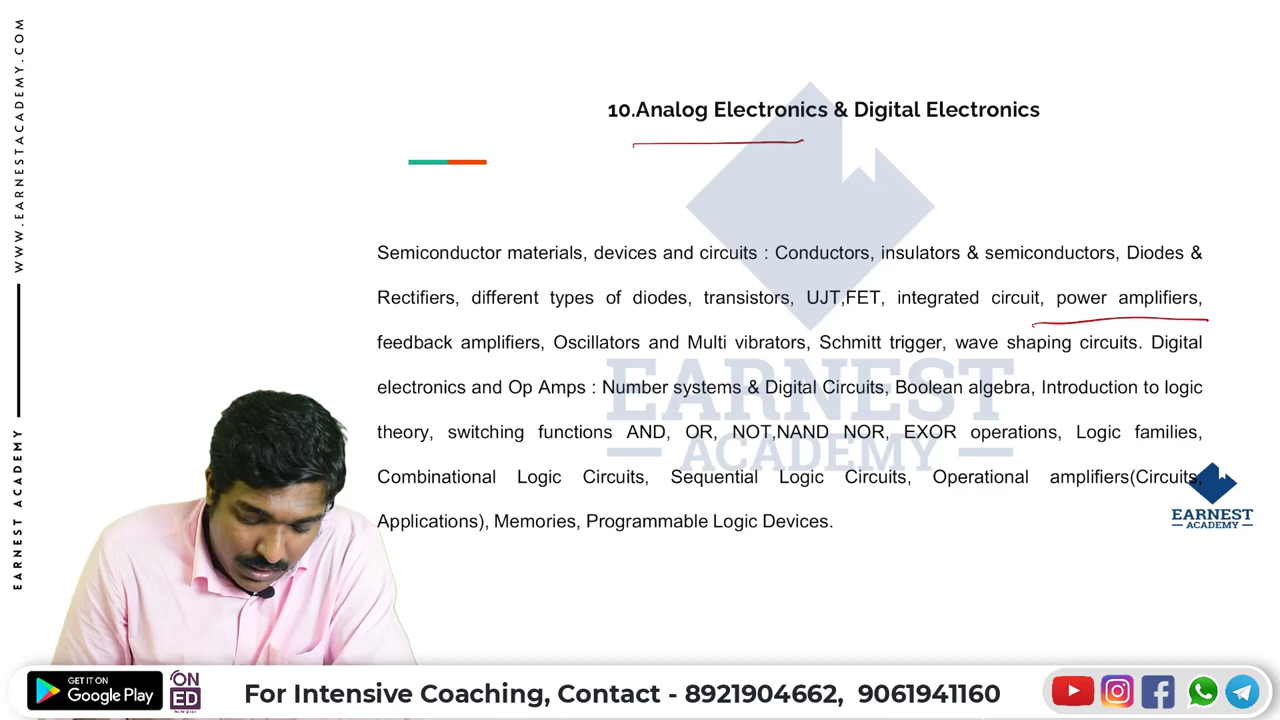 WWW.EARNESTACADEMY.COM
EARNEST ACADEMY
10.Analog Electronics & Digital Electronics
Semiconductor materials, devices and circuits : Conductors, insulators & semiconductors, Diodes &
Rectifiers, different types of diodes, transistors, UJT,FET, integrated circuit, power amplifiers,
feedback amplifiers, Oscillators and Multi vibrators, Schmitt trigger, wave shaping circuits. Digital
electronics and Op Amps : Number systems & Digital Circuits, Boolean algebra, Introduction to logic
theory, switching functions AND, OR, NOT,NAND NOR, EXOR operations, Logic families,
Combinational Logic Circuits, Sequential Logic Circuits, Operational amplifiers(Circuits,
Applications), Memories, Programmable Logic Devices.
EARNEST
ACADEMY
EARNEST
ACADEMY
GET IT ON
Google Play
ON
ED
For Intensive Coaching, Contact - 8921904662, 9061941160